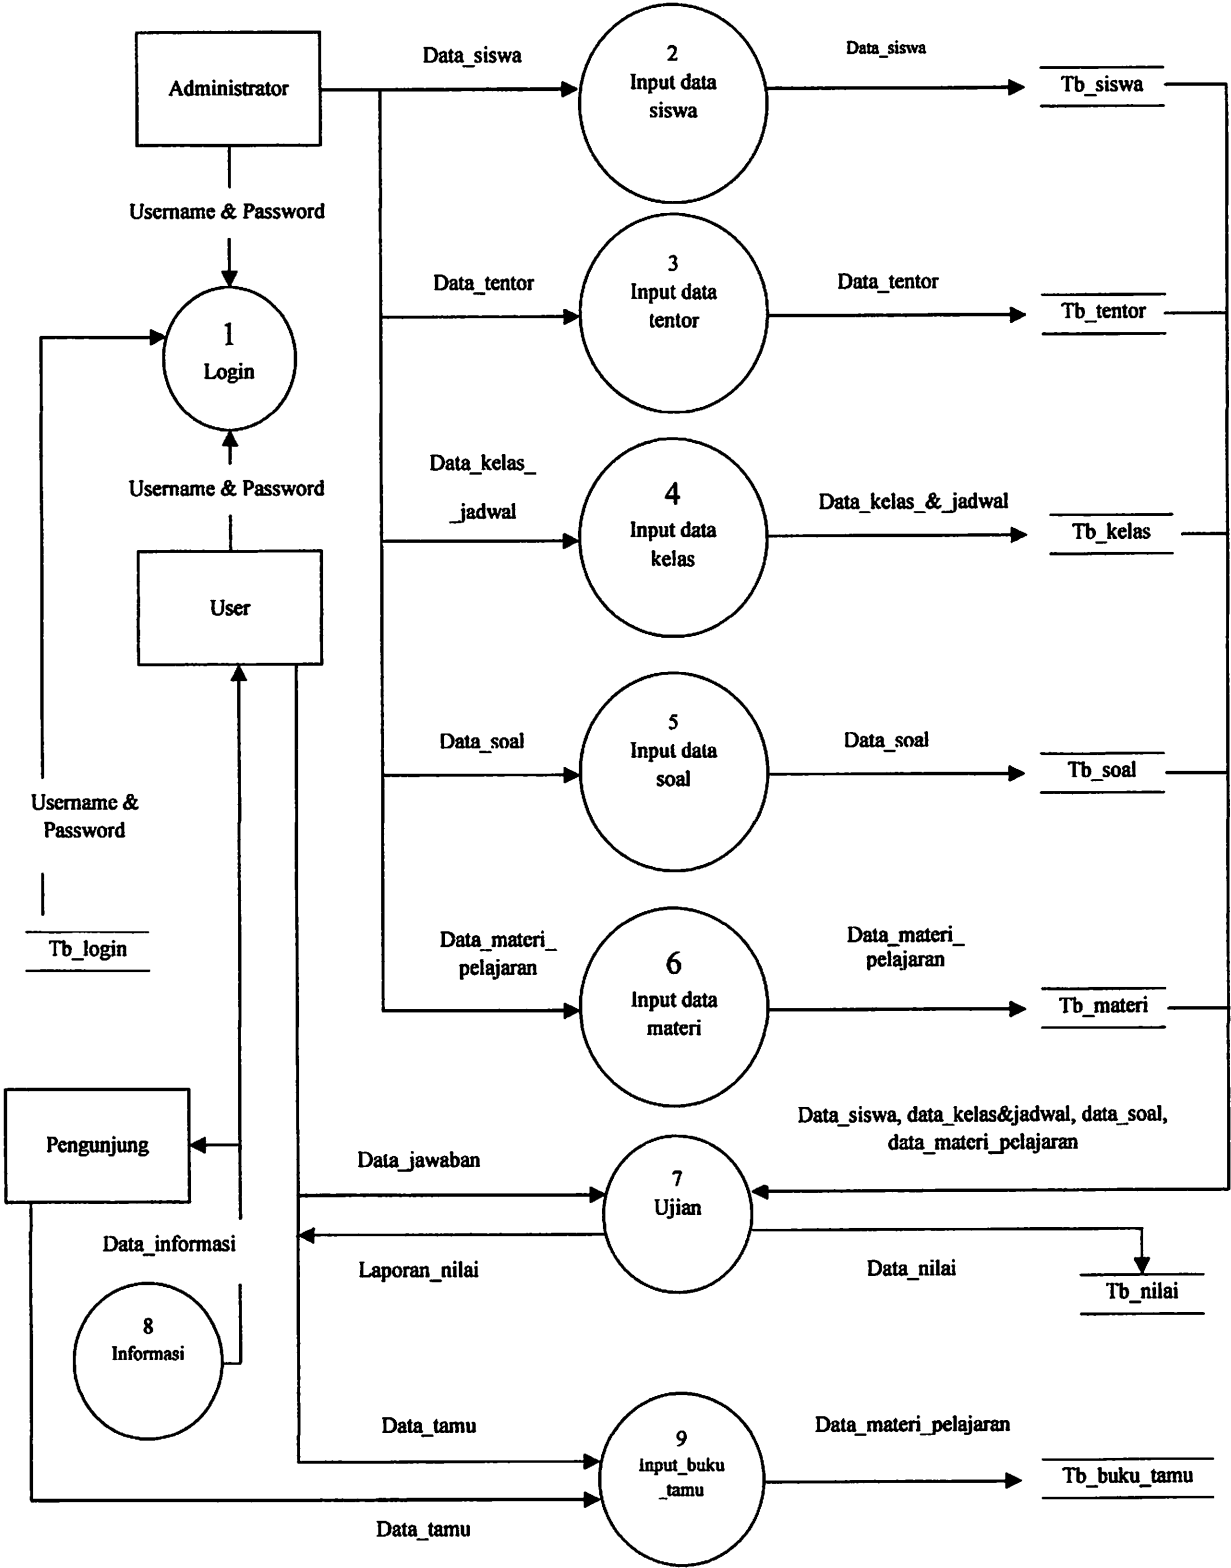 Data_siswa
2
Input data
siswa
Data_siswa
Tb_siswa
Administrator
Username & Password
Data_tentor
3
Input data
tentor
Data_tentor
Tb_tentor
1
Login
Data_kelas_
_jadwal
4
Input data
kelas
Data_kelas_&_jadwal
Tb_kelas
Username & Password
User
Data_soal
5
Input data
soal
Data_soal
Tb_soal
Username &
Password
Tb_login
Data_materi_
pelajaran
6
Input data
materi
Data_materi_
pelajaran
Tb_materi
Pengunjung
Data_siswa, data_kelas&jadwal, data_soal,
data_materi_pelajaran
Data_jawaban
7
Ujian
Data_informasi
Laporan_nilai
Data_nilai
Tb_nilai
8
Informasi
Data_tamu
9
input_buku
_tamu
Data_materi_pelajaran
Tb_buku_tamu
Data_tamu